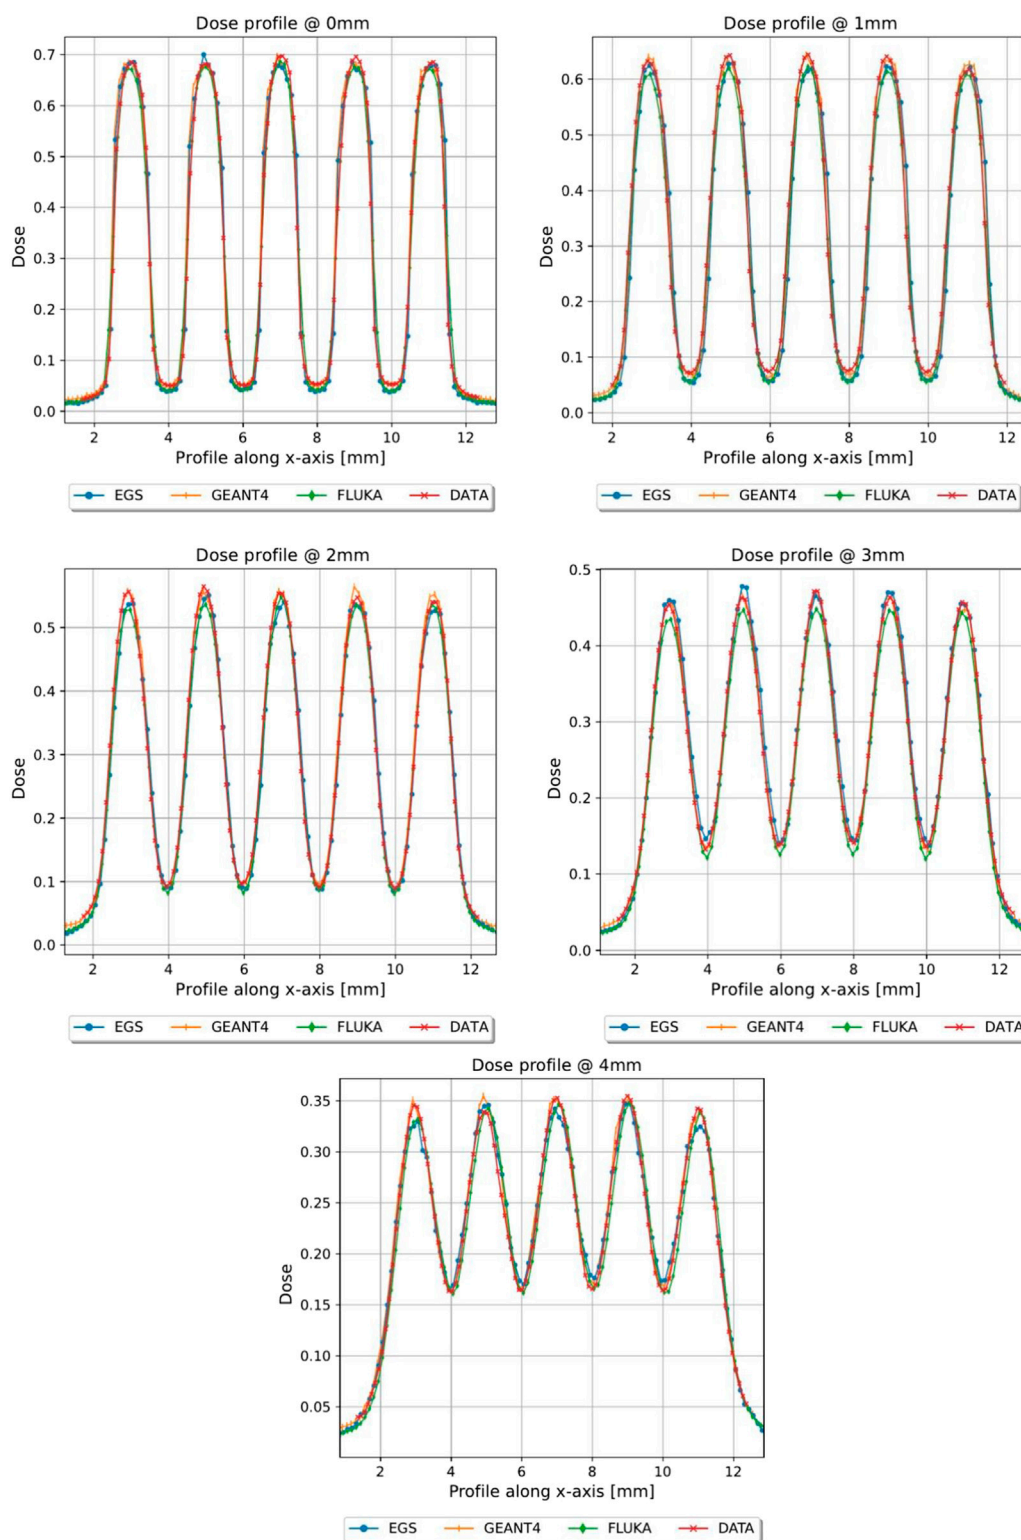 Dose profile @ 0mm
0.7
0.6
0.5
0.4
0.3
0.2
0.1
0.0
Dose
2 4 6 8 10 12
Profile along x-axis [mm]
EGS GEANT4 FLUKA DATA
Dose profile @ 1mm
0.6
0.5
0.4
0.3
0.2
0.1
0.0
Dose
2 4 6 8 10 12
Profile along x-axis [mm]
EGS GEANT4 FLUKA DATA
Dose profile @ 2mm
0.5
0.4
0.3
0.2
0.1
0.0
Dose
2 4 6 8 10 12
Profile along x-axis [mm]
EGS GEANT4 FLUKA DATA
Dose profile @ 3mm
0.5
0.4
0.3
0.2
0.1
0.0
Dose
2 4 6 8 10 12
Profile along x-axis [mm]
EGS GEANT4 FLUKA DATA
Dose profile @ 4mm
0.35
0.30
0.25
0.20
0.15
0.10
0.05
Dose
2 4 6 8 10 12
Profile along x-axis [mm]
EGS GEANT4 FLUKA DATA